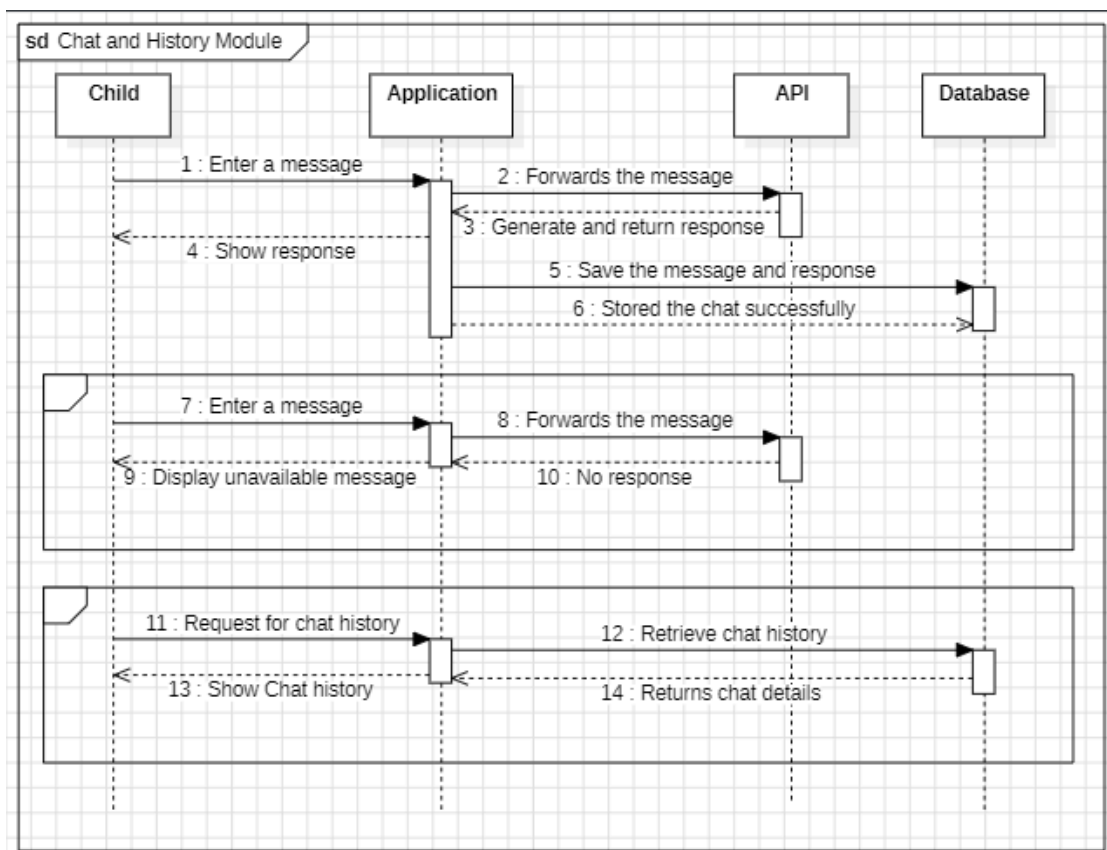 sd Chat and History Module
Child
Application
API
Database
1 : Enter a message
2 : Forwards the message
3 : Generate and return response
4 : Show response
5 : Save the message and response
6 : Stored the chat successfully
7 : Enter a message
8 : Forwards the message
9 : Display unavailable message
10 : No response
11 : Request for chat history
12 : Retrieve chat history
13 : Show Chat history
14 : Returns chat details